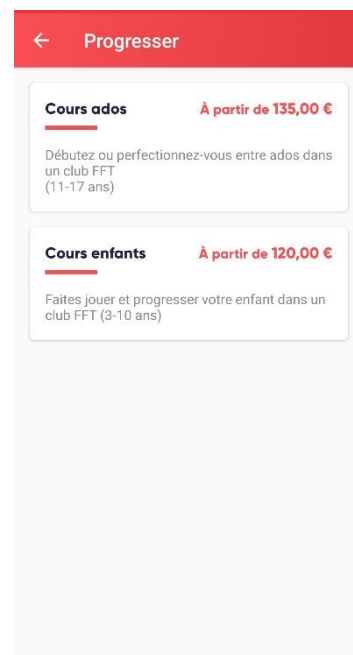 Progresser
Cours ados À partir de 135,00 €
Débutez ou perfectionnez-vous entre ados dans
un club FFT
(11-17 ans)
Cours enfants À partir de 120,00 €
Faites jouer et progresser votre enfant dans un
club FFT (3-10 ans)